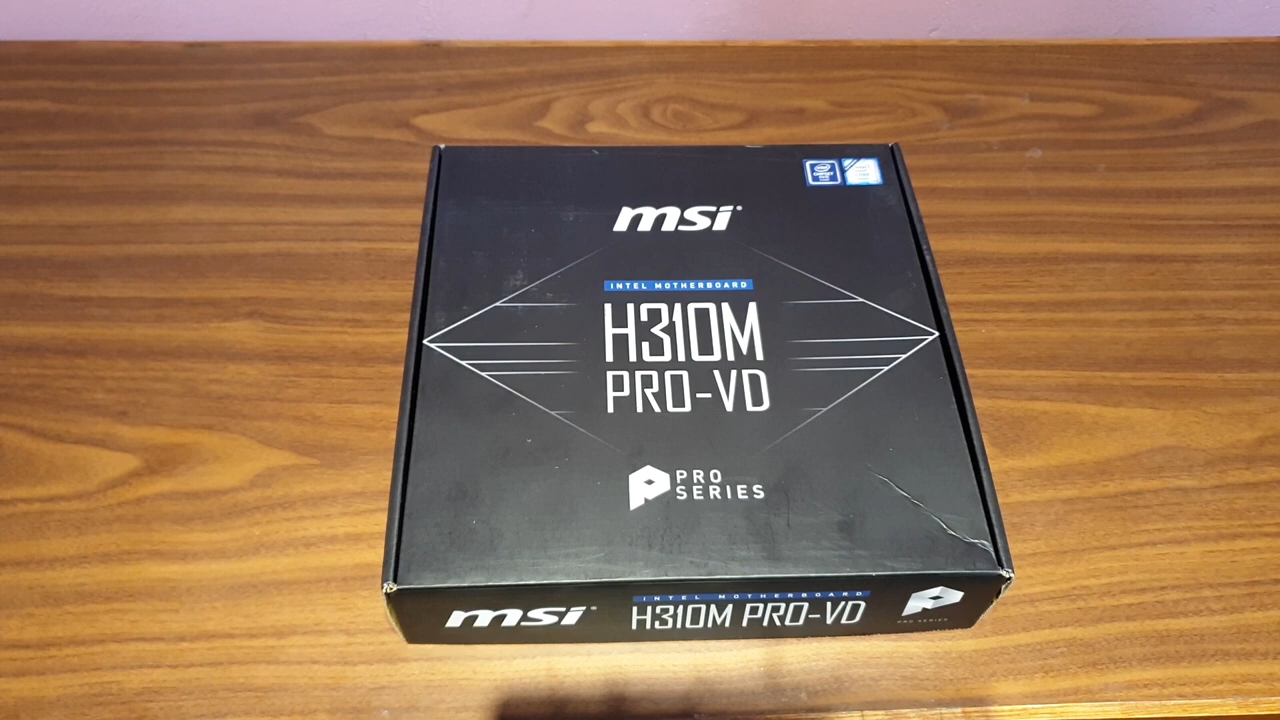 msi
INTEL MOTHERBOARD
H310M
PRO-VD
PRO
SERIES
msi
INTEL MOTHERBOARD
H310M PRO-VD
PRO SERIES